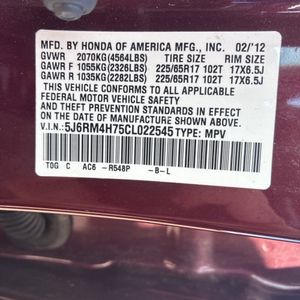 MFD. BY HONDA OF AMERICA MFG., INC. 02/'12
GVWR 2070KG(4564LBS) TIRE SIZE RIM SIZE
GAWR F 1055KG(2326LBS) 225/65R17 102T 17X6.5J
GAWR R 1035KG(2282LBS) 225/65R17 102T 17X6.5J
THIS VEHICLE CONFORMS TO ALL APPLICABLE
FEDERAL MOTOR VEHICLE SAFETY, BUMPER,
AND THEFT PREVENTION STANDARDS IN EFFECT
ON THE DATE OF MANUFACTURE SHOWN ABOVE.
V.I.N.:5J6RM4H75CL022545 TYPE: MPV
T0G C AC6 -R548P -B-L